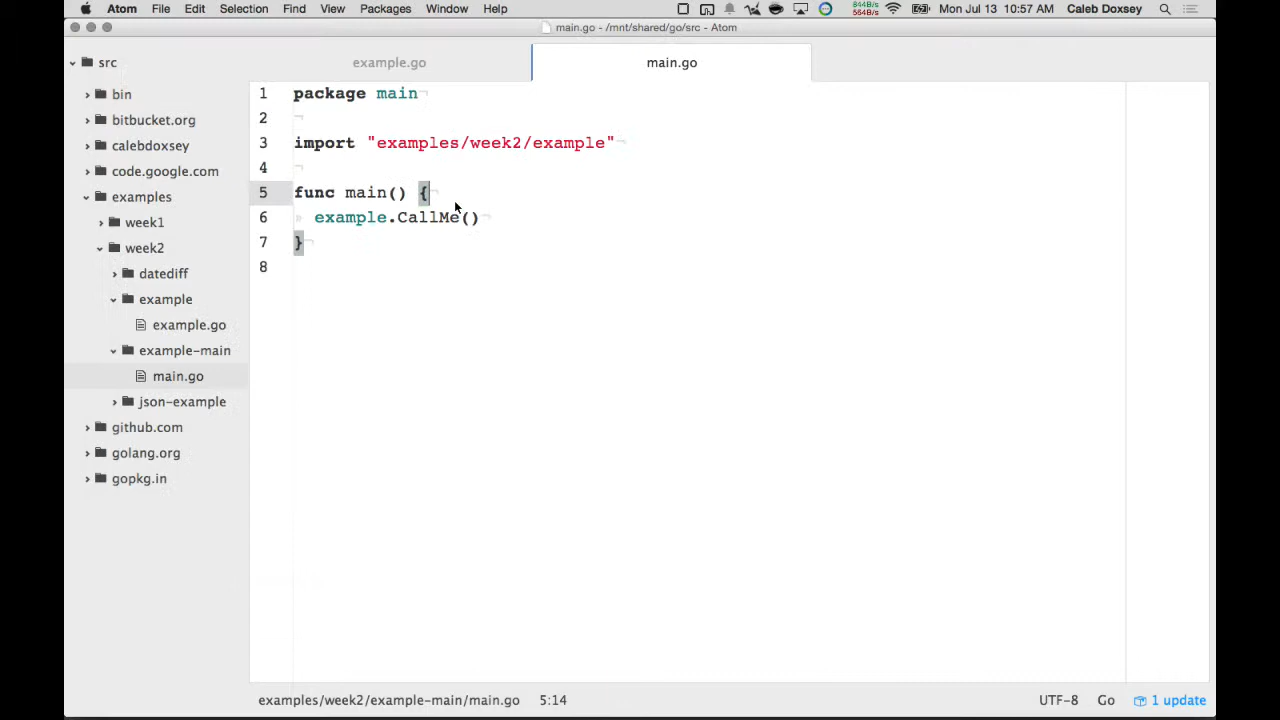 Atom File Edit Selection Find View Packages Window Help 844B/s 564B/s Mon Jul 13 10:57 AM Caleb Doxsey
main.go - /mnt/shared/go/src - Atom
src
bin
bitbucket.org
calebdoxsey
code.google.com
examples
week1
week2
datediff
example
example.go
example-main
main.go
json-example
github.com
golang.org
gopkg.in
example.go main.go
1 package main
2
3 import "examples/week2/example"
4
5 func main() {
6 example.CallMe()
7 }
8
examples/week2/example-main/main.go 5:14 UTF-8 Go 1 update